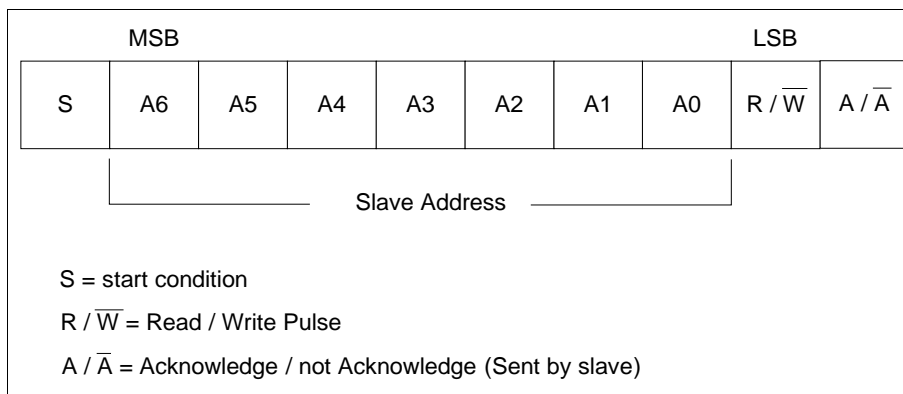 MSB LSB
S A6 A5 A4 A3 A2 A1 A0 R / W̅ A / A̅
Slave Address
S = start condition
R / W̅ = Read / Write Pulse
A / A̅ = Acknowledge / not Acknowledge (Sent by slave)